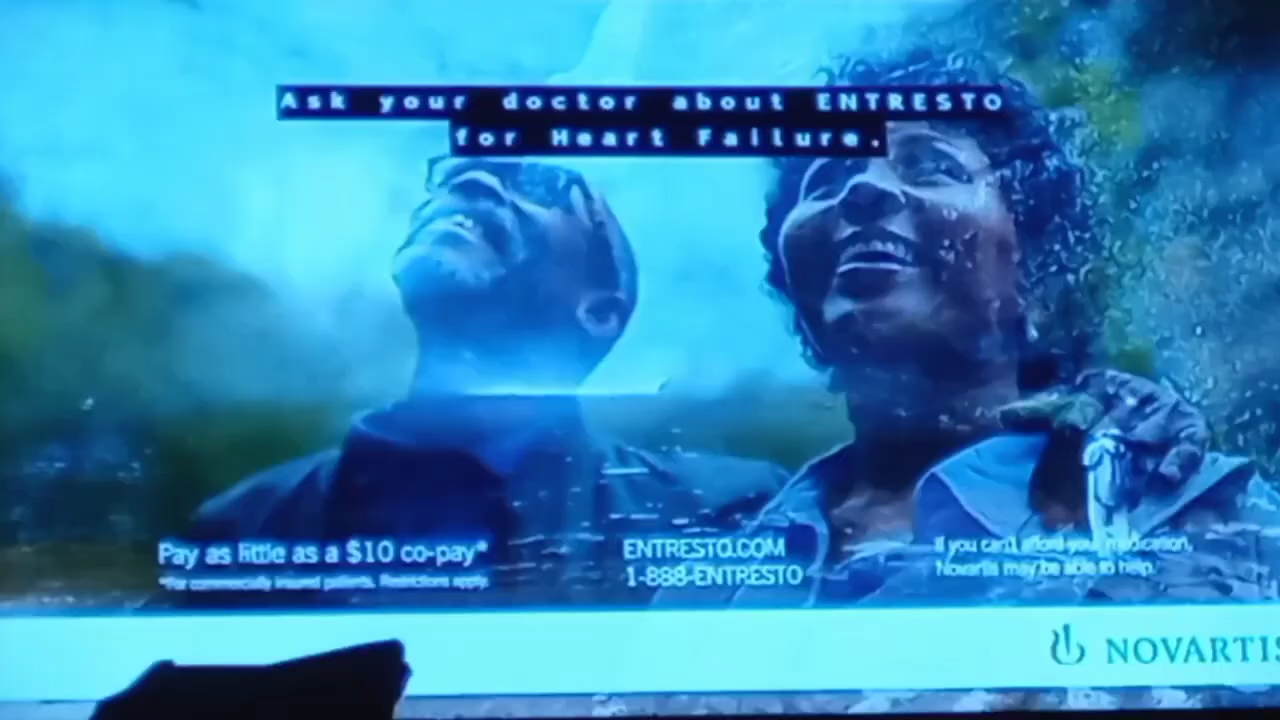 Ask your doctor about ENTRESTO
for Heart Failure.
Pay as little as a $10 co-pay*
*For commercially insured patients. Restrictions apply.
ENTRESTO.COM
1-888-ENTRESTO
If you can't afford your medication,
Novartis may be able to help.
NOVARTIS